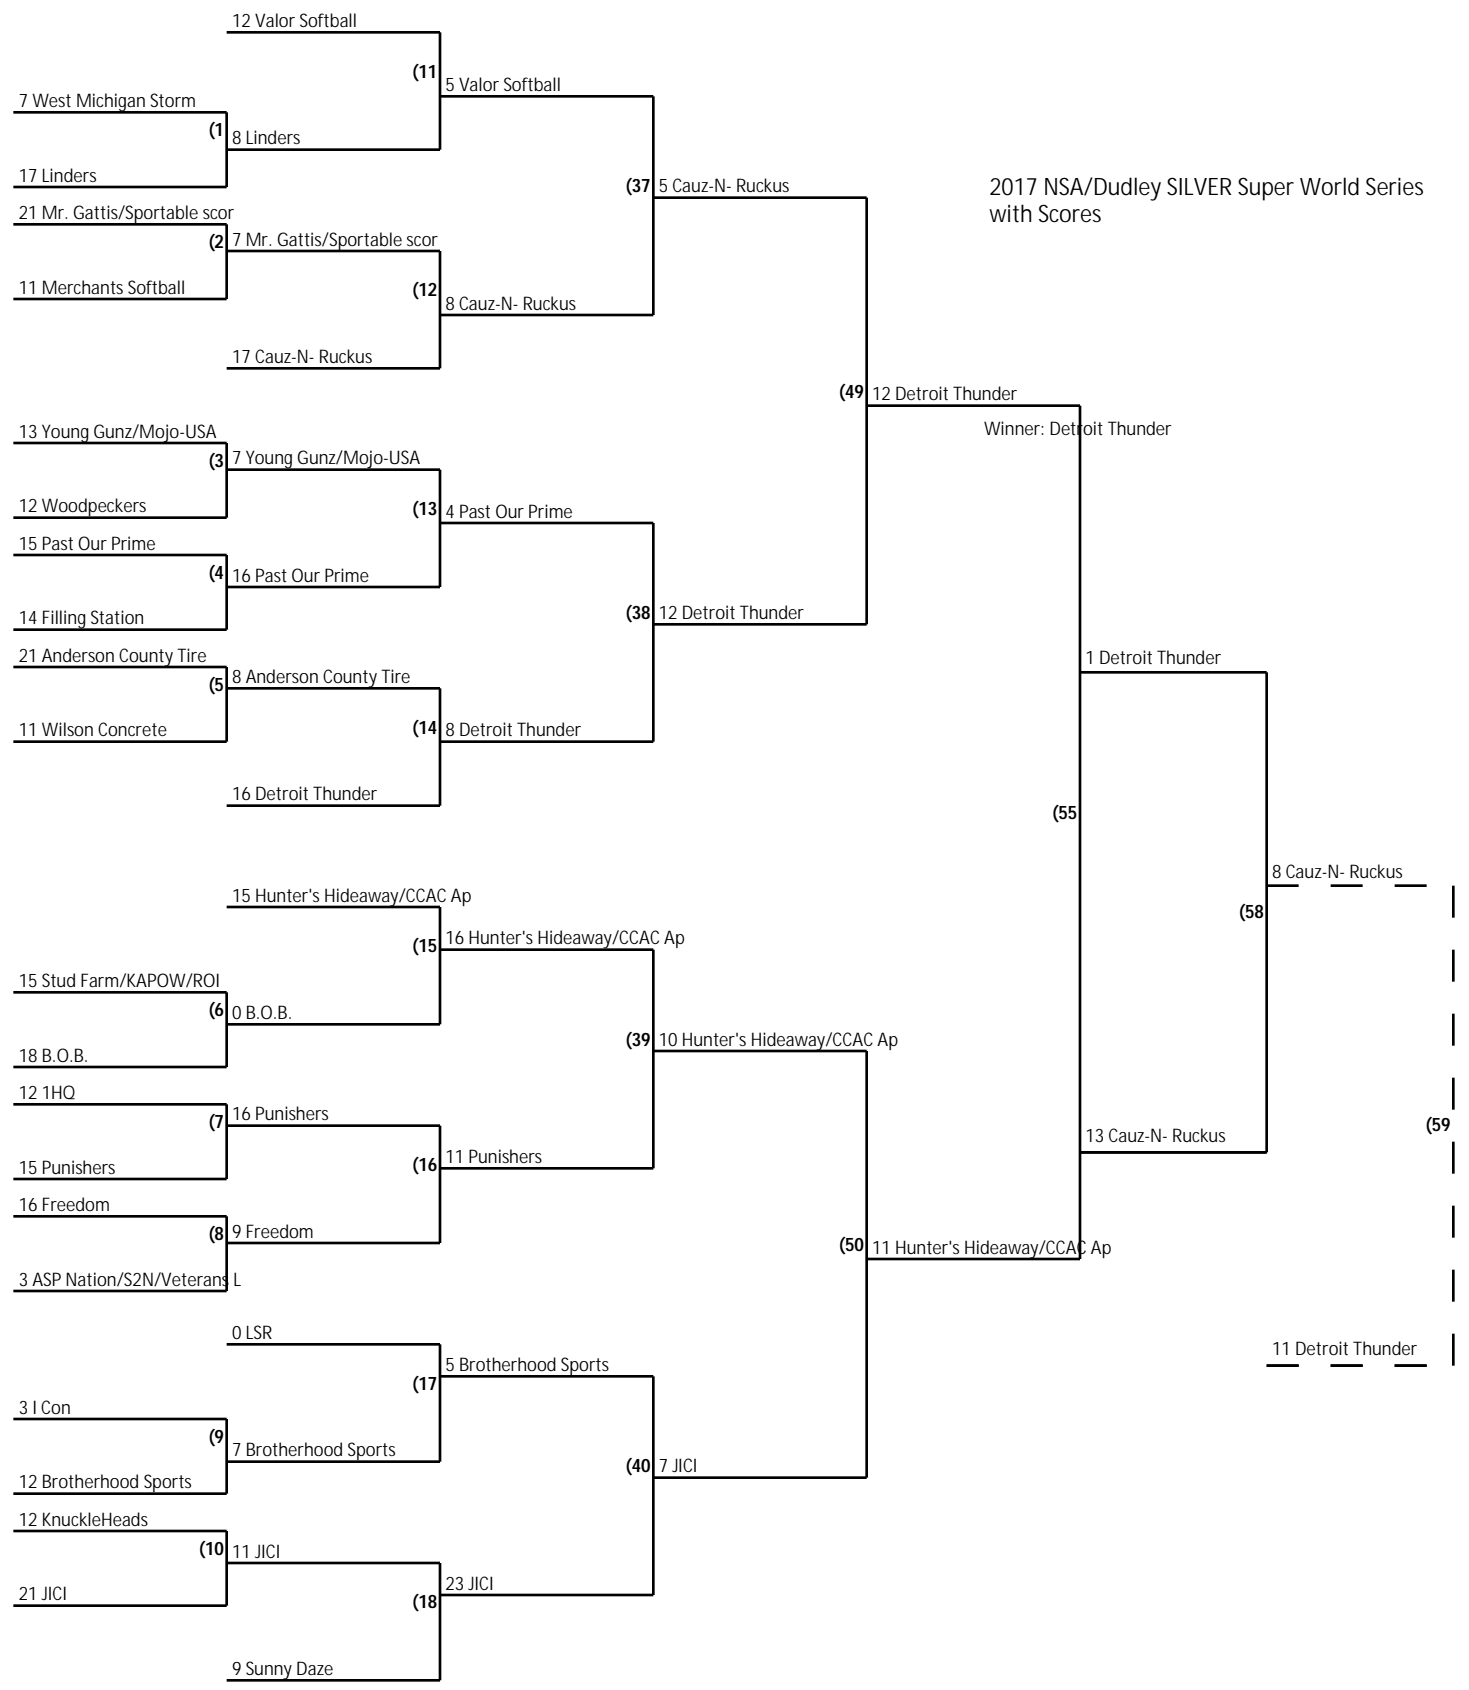 12 Valor Softball
(11
5 Valor Softball
7 West Michigan Storm
(1
8 Linders
17 Linders
(37
5 Cauz-N- Ruckus
2017 NSA/Dudley SILVER Super World Series
with Scores
21 Mr. Gattis/Sportable scor
(2
7 Mr. Gattis/Sportable scor
11 Merchants Softball
(12
8 Cauz-N- Ruckus
17 Cauz-N- Ruckus
(49
12 Detroit Thunder
Winner: Detroit Thunder
13 Young Gunz/Mojo-USA
(3
7 Young Gunz/Mojo-USA
12 Woodpeckers
(13
4 Past Our Prime
15 Past Our Prime
(4
16 Past Our Prime
14 Filling Station
(38
12 Detroit Thunder
21 Anderson County Tire
(5
8 Anderson County Tire
1 Detroit Thunder
11 Wilson Concrete
(14
8 Detroit Thunder
16 Detroit Thunder
(55
8 Cauz-N- Ruckus
(58
15 Hunter's Hideaway/CCAC Ap
(15
16 Hunter's Hideaway/CCAC Ap
15 Stud Farm/KAPOW/ROI
(6
0 B.O.B.
18 B.O.B.
(39
10 Hunter's Hideaway/CCAC Ap
12 1HQ
(7
16 Punishers
15 Punishers
(16
11 Punishers
13 Cauz-N- Ruckus
(59
16 Freedom
(8
9 Freedom
3 ASP Nation/S2N/Veterans L
(50
11 Hunter's Hideaway/CCAC Ap
0 LSR
(17
5 Brotherhood Sports
11 Detroit Thunder
3 I Con
(9
7 Brotherhood Sports
12 Brotherhood Sports
(40
7 JICI
12 KnuckleHeads
(10
11 JICI
21 JICI
(18
23 JICI
9 Sunny Daze